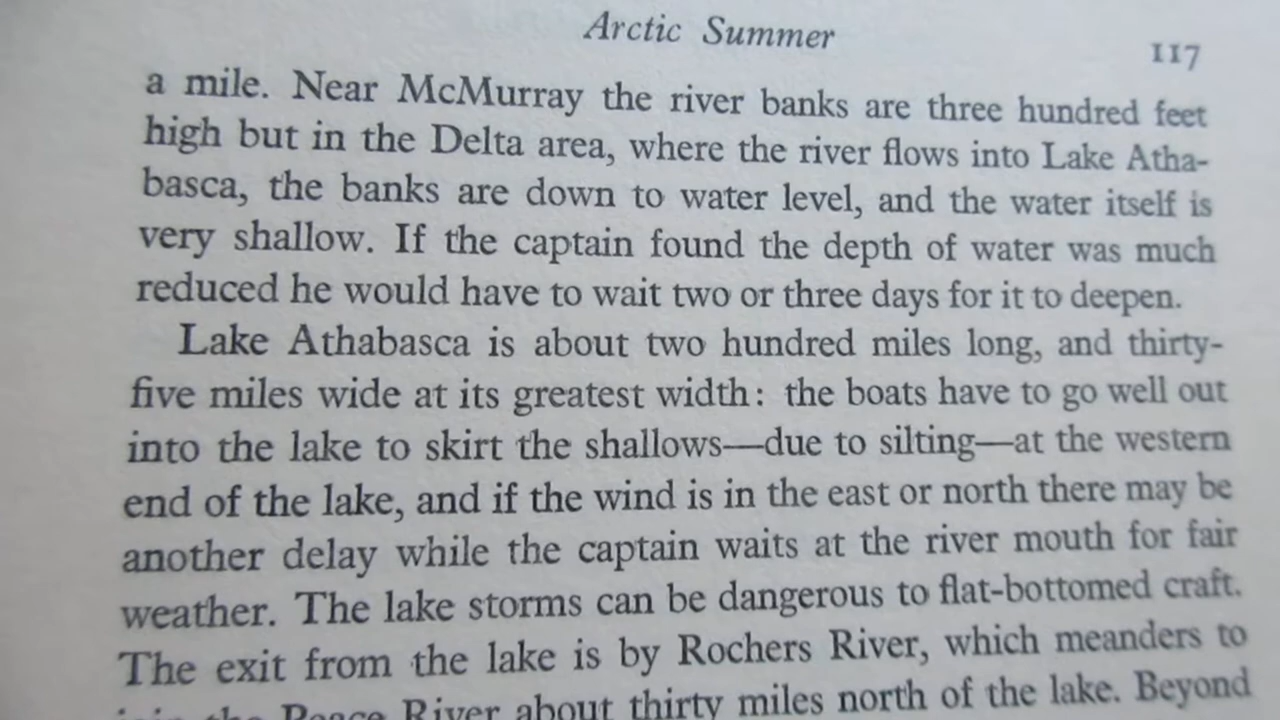 Arctic Summer
117
a mile. Near McMurray the river banks are three hundred feet
high but in the Delta area, where the river flows into Lake Atha-
basca, the banks are down to water level, and the water itself is
very shallow. If the captain found the depth of water was much
reduced he would have to wait two or three days for it to deepen.
Lake Athabasca is about two hundred miles long, and thirty-
five miles wide at its greatest width: the boats have to go well out
into the lake to skirt the shallows—due to silting—at the western
end of the lake, and if the wind is in the east or north there may be
another delay while the captain waits at the river mouth for fair
weather. The lake storms can be dangerous to flat-bottomed craft.
The exit from the lake is by Rochers River, which meanders to
join the Peace River about thirty miles north of the lake. Beyond